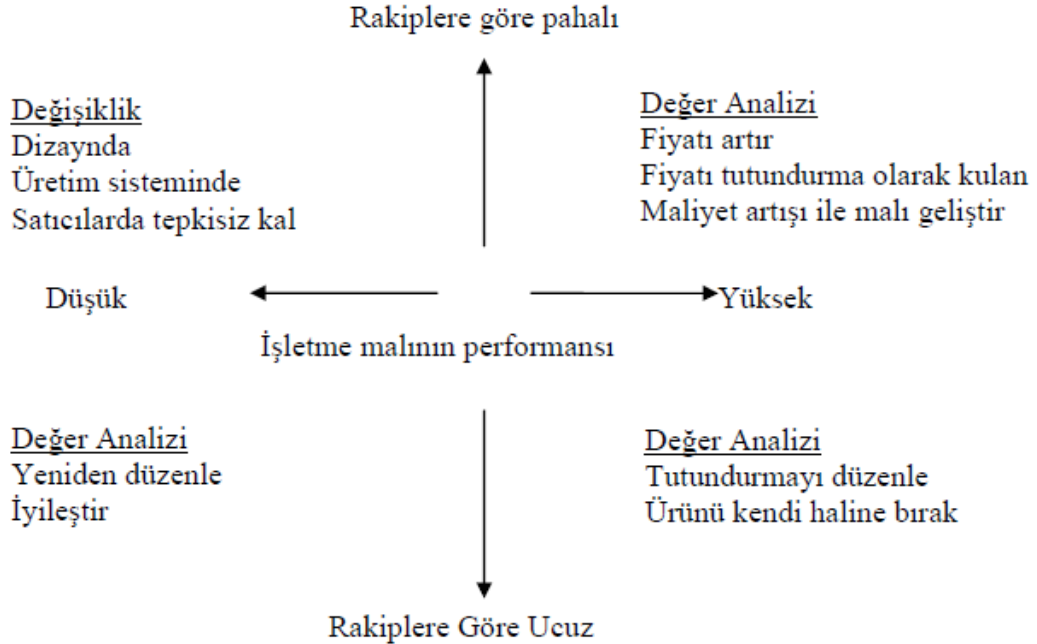 Rakiplere göre pahalı
Değişiklik
Dizaynda
Üretim sisteminde
Satıcılarda tepkisiz kal
Değer Analizi
Fiyatı artır
Fiyatı tutundurma olarak kulan
Maliyet artışı ile malı geliştir
Düşük
Yüksek
İşletme malının performansı
Değer Analizi
Yeniden düzenle
İyileştir
Değer Analizi
Tutundurmayı düzenle
Ürünü kendi haline bırak
Rakiplere Göre Ucuz